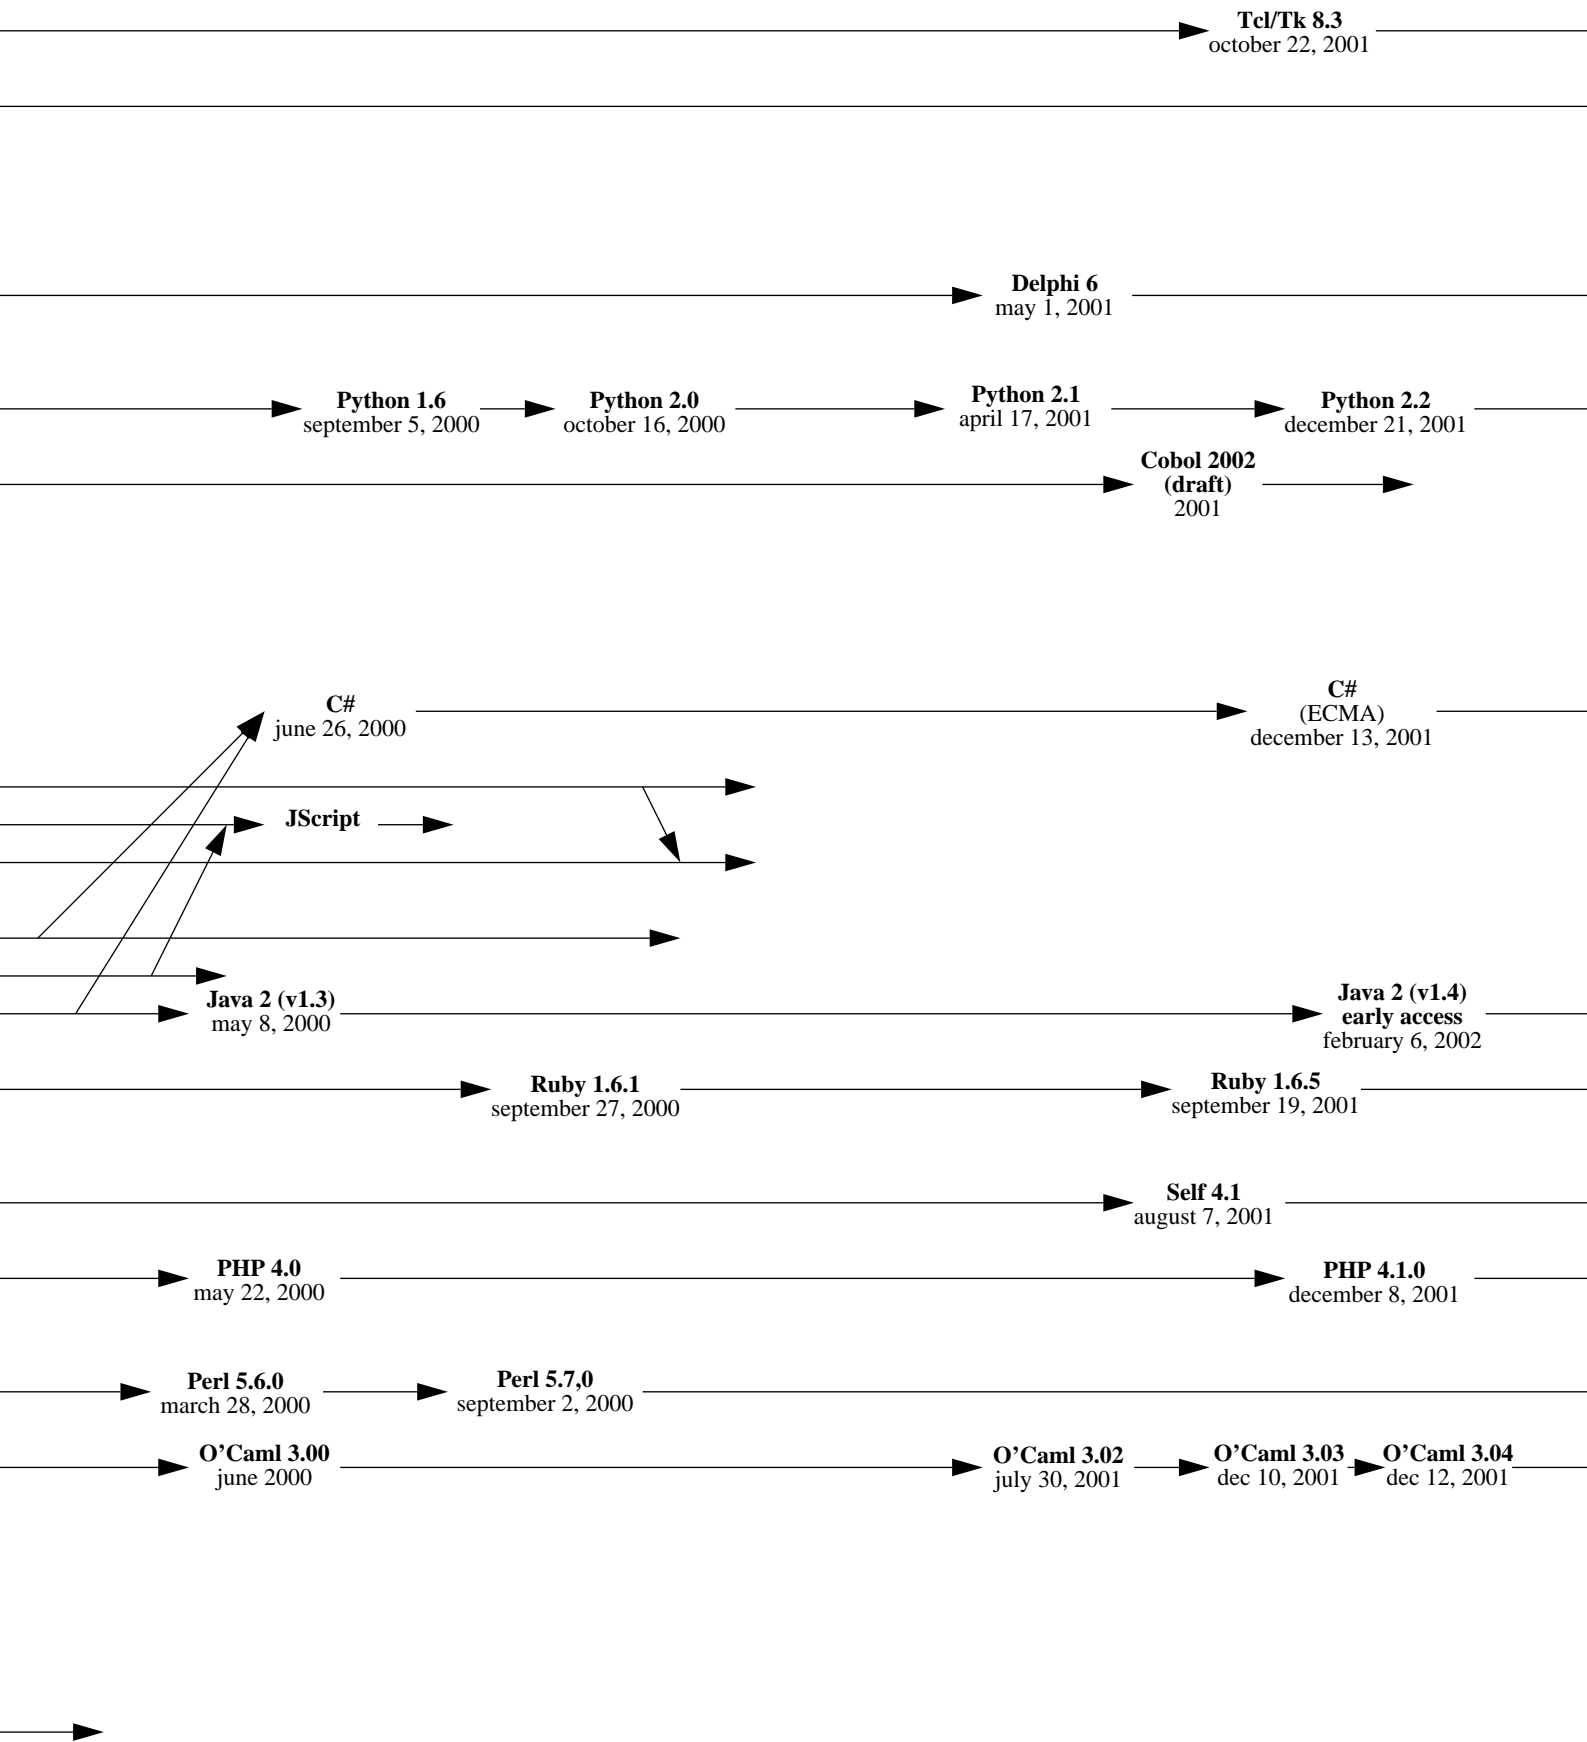 Tcl/Tk 8.3
october 22, 2001
Delphi 6
may 1, 2001
Python 1.6
september 5, 2000
Python 2.0
october 16, 2000
Python 2.1
april 17, 2001
Python 2.2
december 21, 2001
Cobol 2002
(draft)
2001
C#
june 26, 2000
C#
(ECMA)
december 13, 2001
JScript
Java 2 (v1.3)
may 8, 2000
Java 2 (v1.4)
early access
february 6, 2002
Ruby 1.6.1
september 27, 2000
Ruby 1.6.5
september 19, 2001
Self 4.1
august 7, 2001
PHP 4.0
may 22, 2000
PHP 4.1.0
december 8, 2001
Perl 5.6.0
march 28, 2000
Perl 5.7,0
september 2, 2000
O’Caml 3.00
june 2000
O’Caml 3.02
july 30, 2001
O’Caml 3.03
dec 10, 2001
O’Caml 3.04
dec 12, 2001